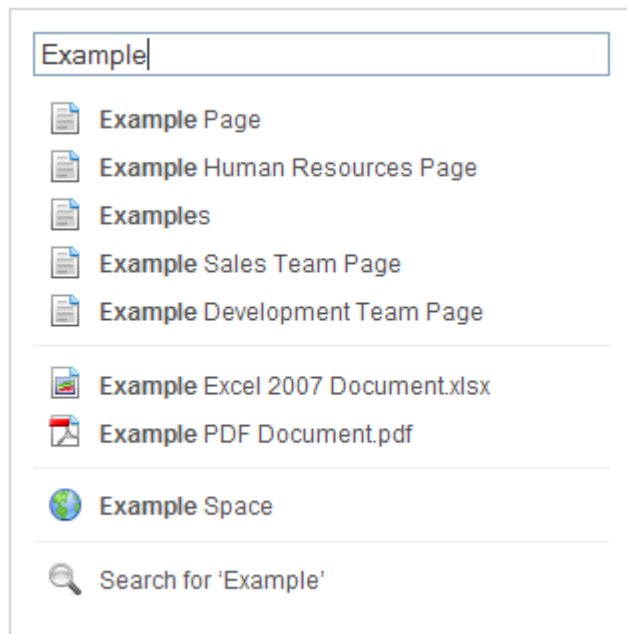 Example
Example Page
Example Human Resources Page
Examples
Example Sales Team Page
Example Development Team Page
Example Excel 2007 Document.xlsx
Example PDF Document.pdf
Example Space
Search for ‘Example’